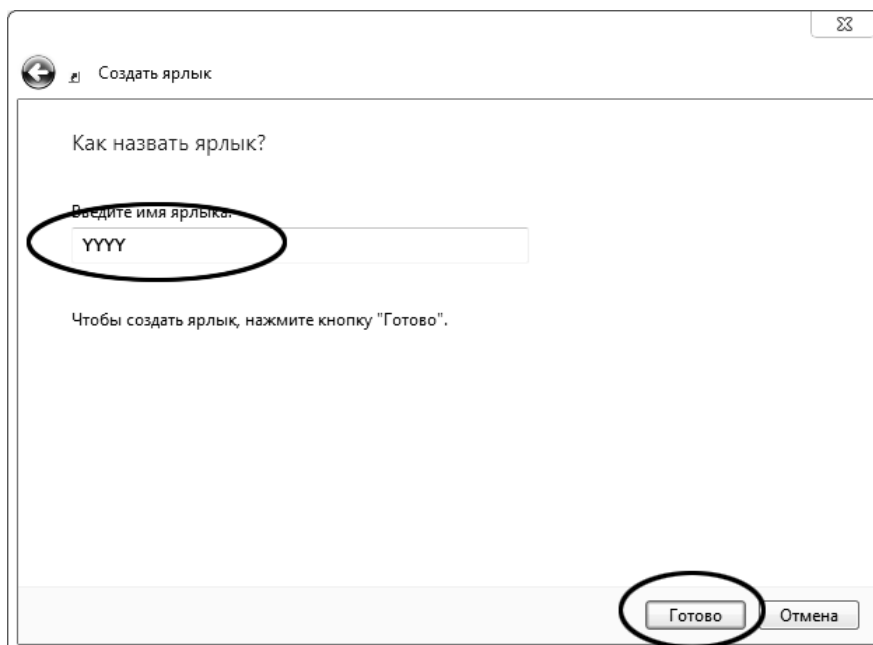 Создать ярлык
Как назвать ярлык?
Введите имя ярлыка:
YYYY
Чтобы создать ярлык, нажмите кнопку "Готово".
Готово
Отмена